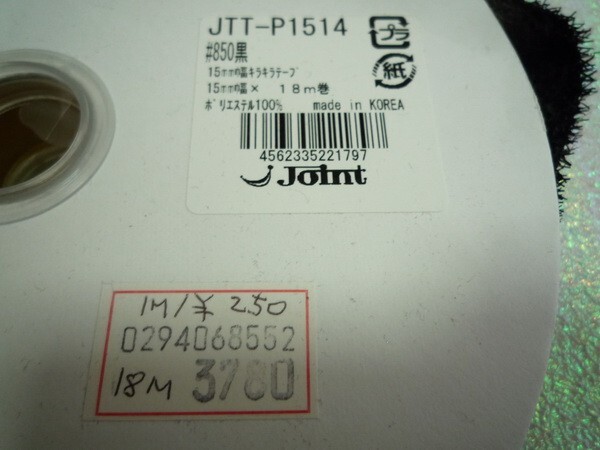 JTT-P1514
#850黒
プラ
紙
15mm巾畐キラキラテープ
15mm巾畐× 18m巻
ポリエステル100% made in KOREA
4562335221797
Joint
1M/¥250
0294068552
18M 3780